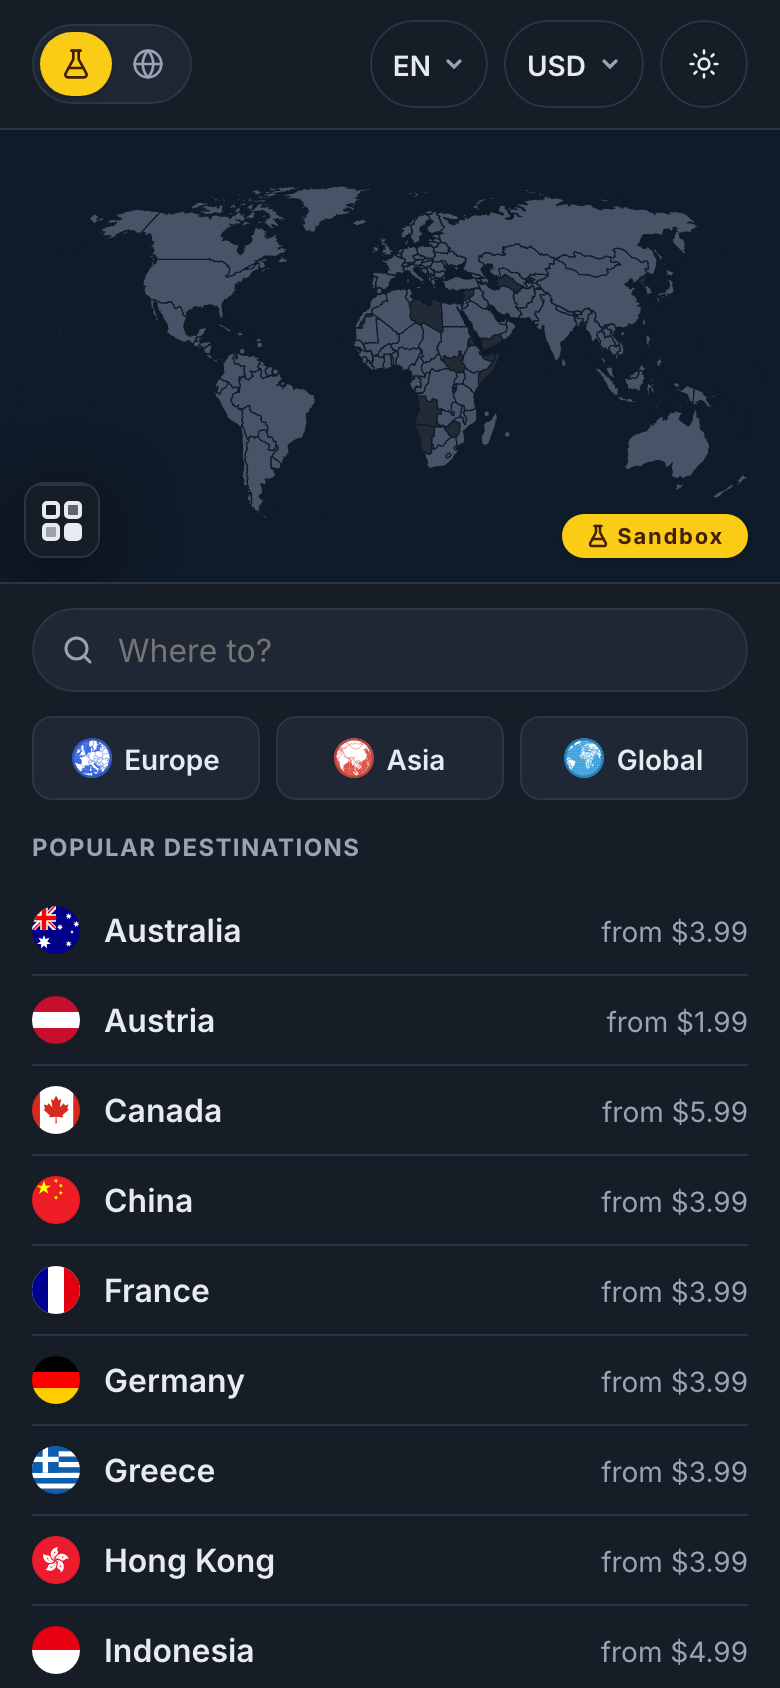 EN USD
Sandbox
Where to?
Europe Asia Global
POPULAR DESTINATIONS
Australia from $3.99
Austria from $1.99
Canada from $5.99
China from $3.99
France from $3.99
Germany from $3.99
Greece from $3.99
Hong Kong from $3.99
Indonesia from $4.99